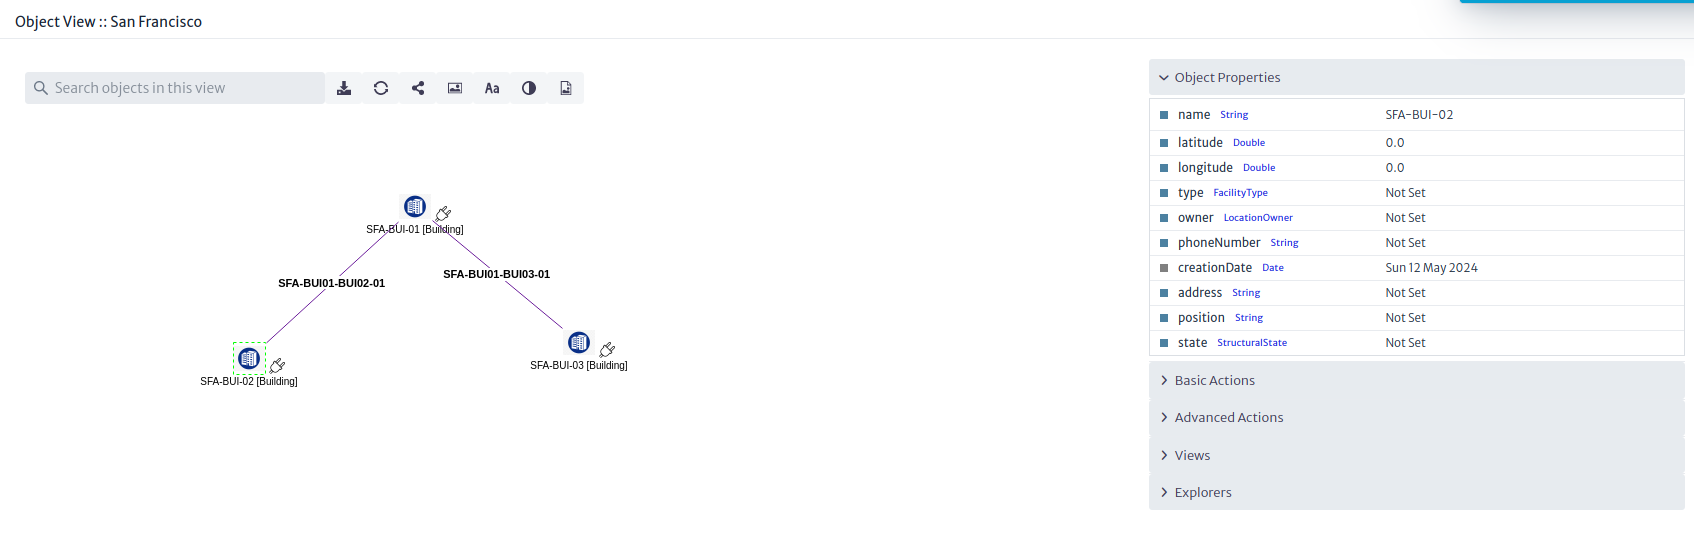 Object View :: San Francisco
Search objects in this view
Aa
SFA-BUI-01 [Building]
SFA-BUI01-BUI03-01
SFA-BUI01-BUI02-01
SFA-BUI-03 [Building]
SFA-BUI-02 [Building]
Object Properties
name String SFA-BUI-02
latitude Double 0.0
longitude Double 0.0
type FacilityType Not Set
owner LocationOwner Not Set
phoneNumber String Not Set
creationDate Date Sun 12 May 2024
address String Not Set
position String Not Set
state StructuralState Not Set
Basic Actions
Advanced Actions
Views
Explorers